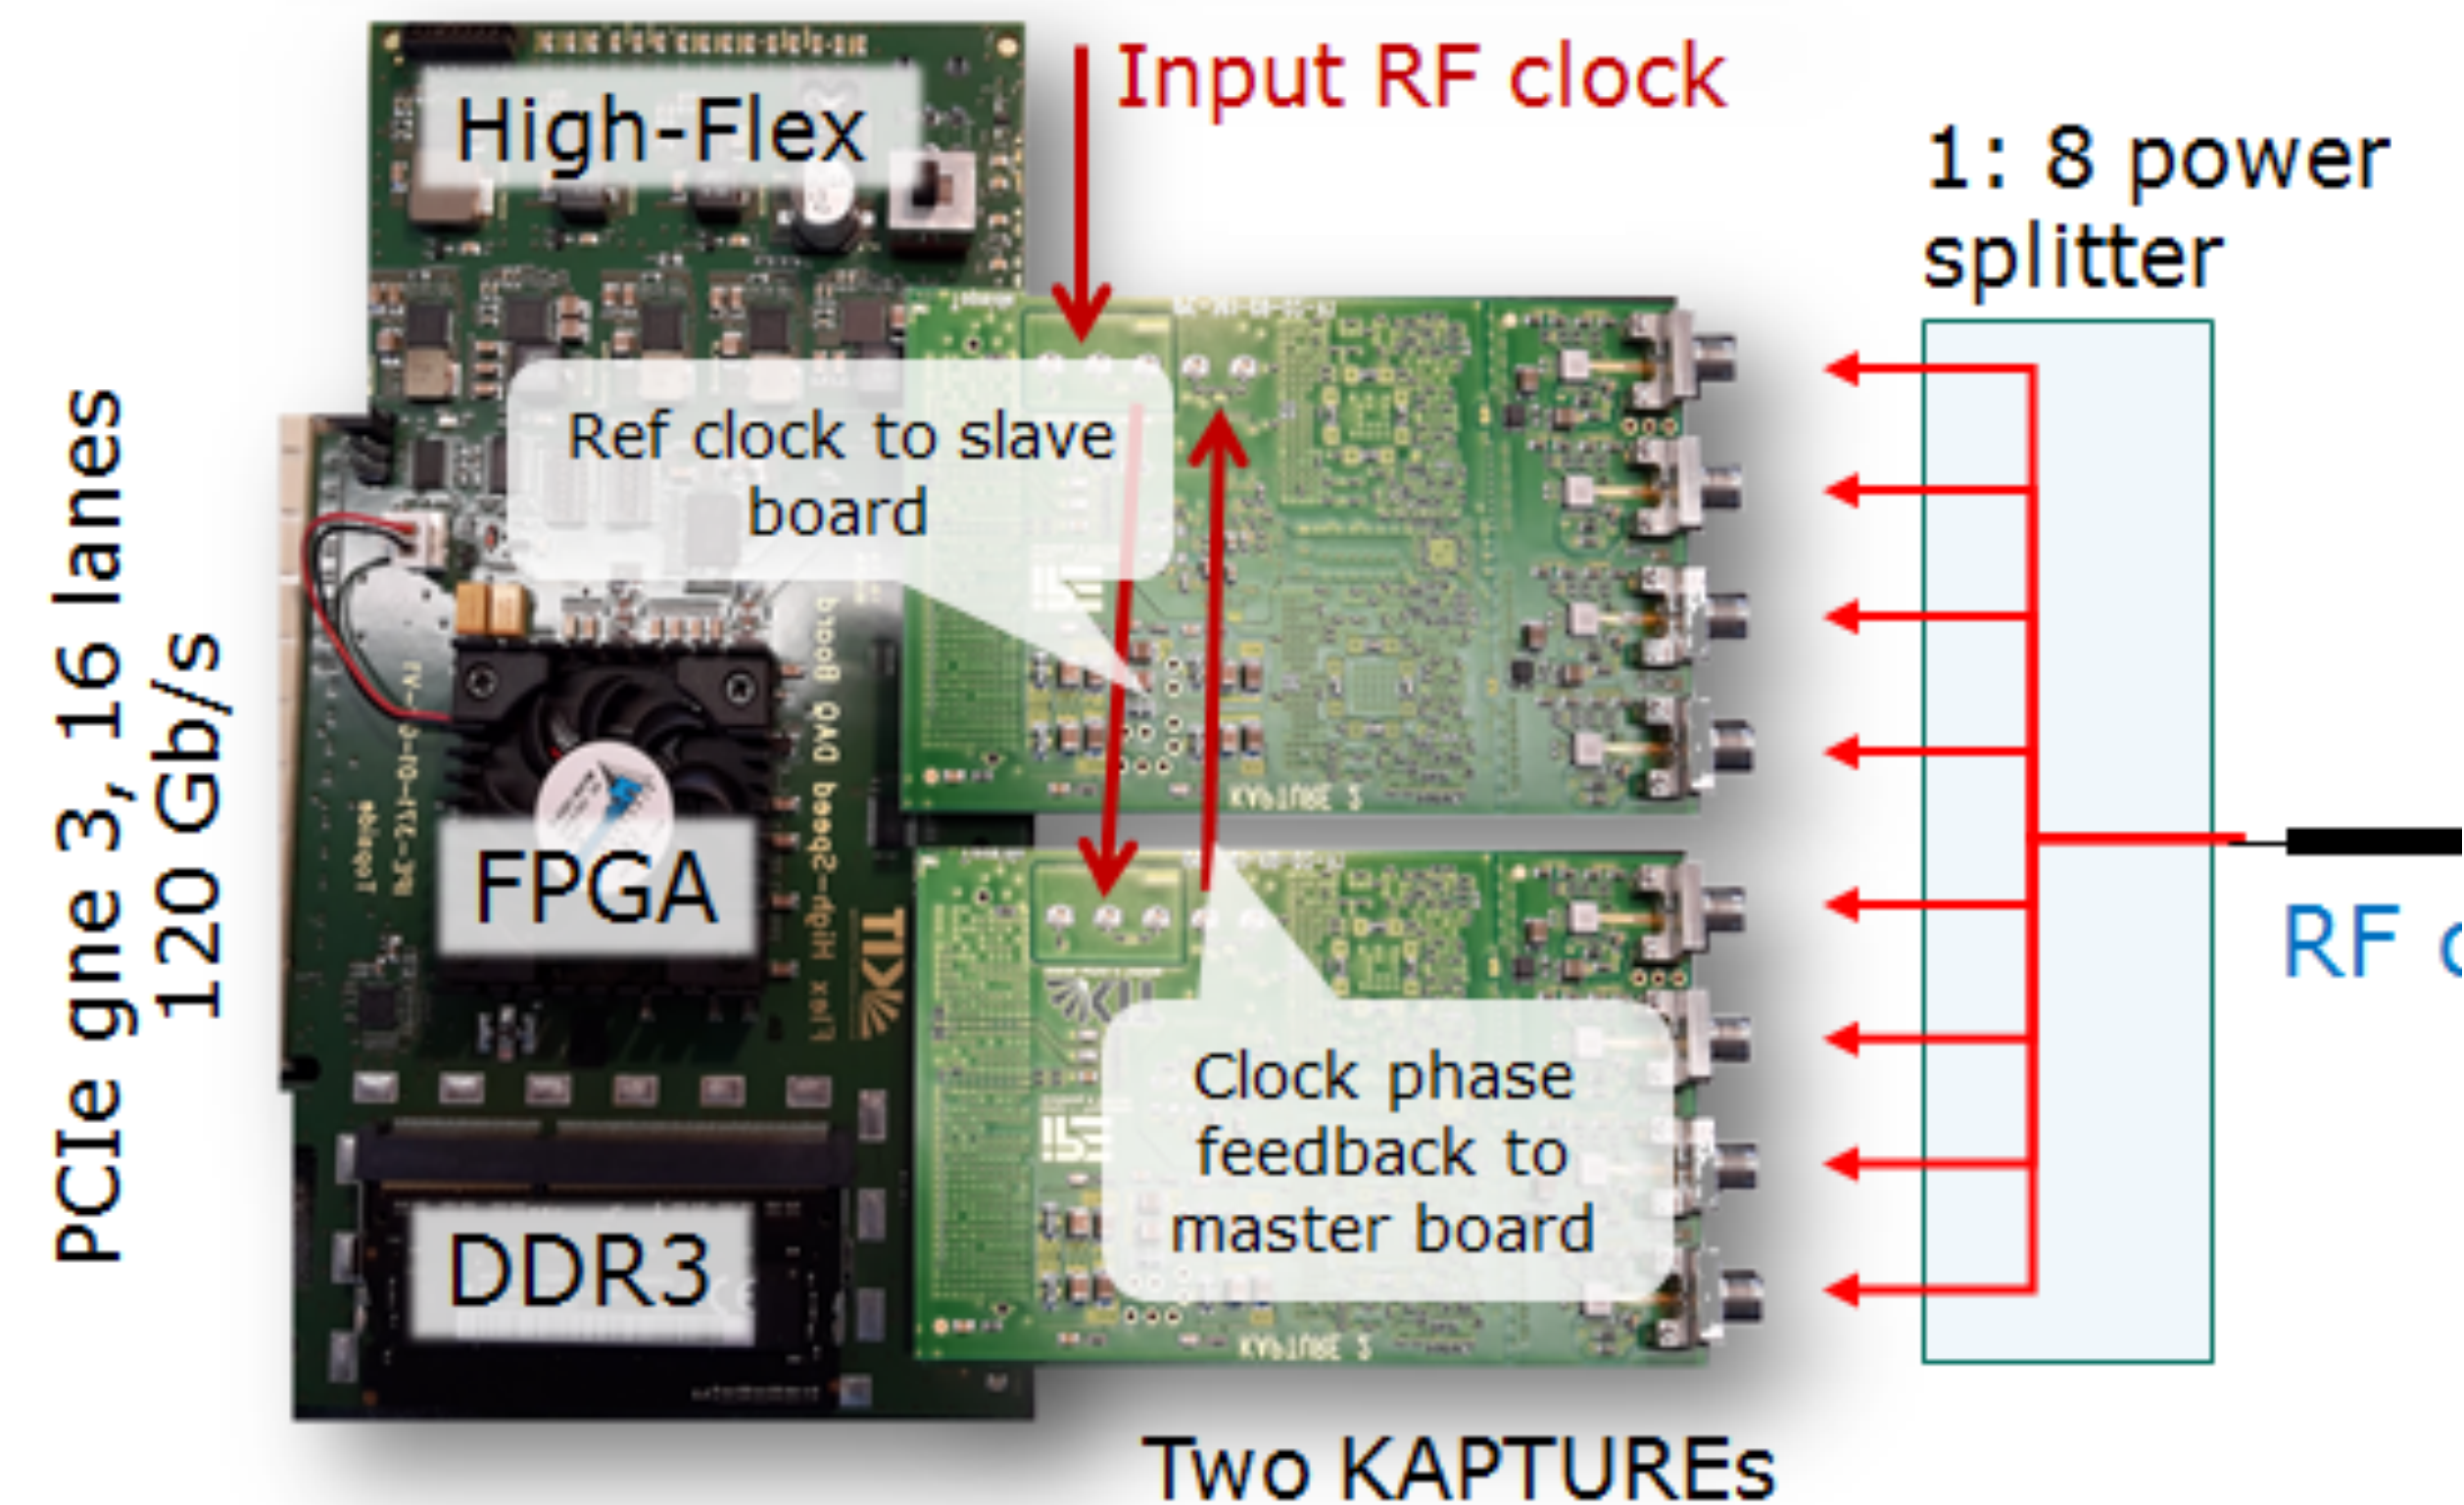 High-Flex
Input RF clock
1: 8 power
splitter
Ref clock to slave
board
PCIe gne 3, 16 lanes
120 Gb/s
FPGA
RF
Clock phase
feedback to
master board
DDR3
Two KAPTUREs